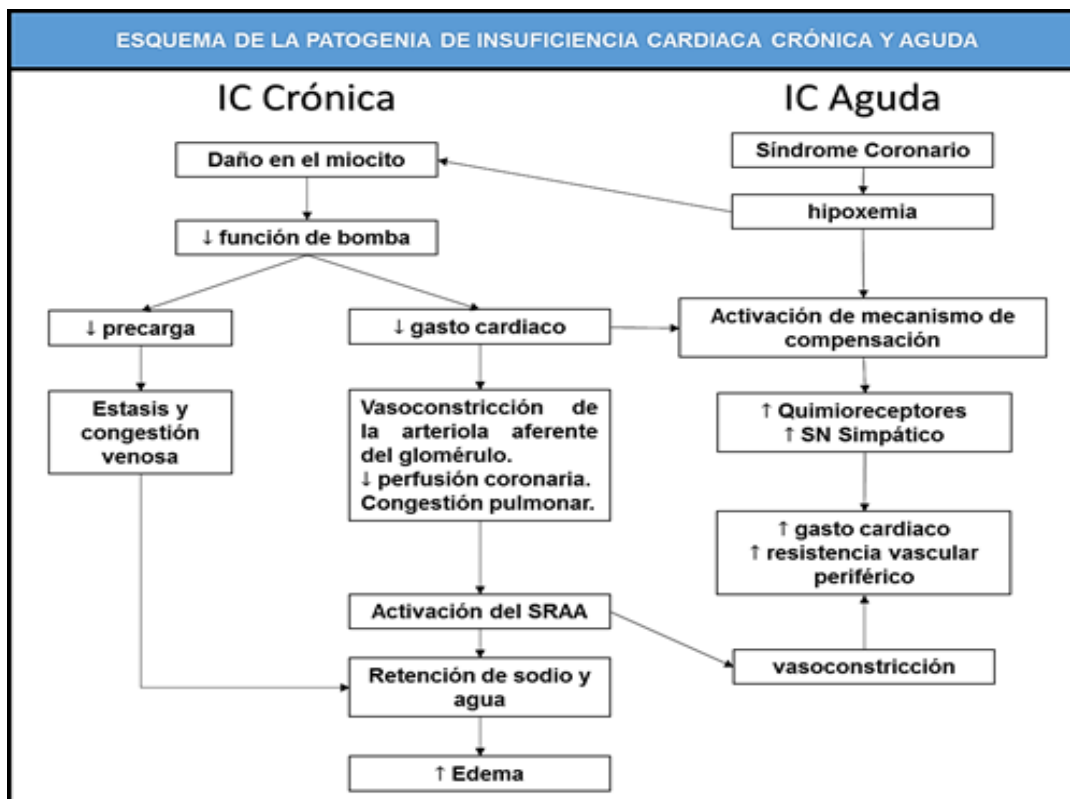 ESQUEMA DE LA PATOGENIA DE INSUFICIENCIA CARDIACA CRÓNICA Y AGUDA
IC Crónica
IC Aguda
Daño en el miocito
Síndrome Coronario
hipoxemia
↓ función de bomba
↓ precarga
↓ gasto cardiaco
Activación de mecanismo de
compensación
Estasis y
congestión
venosa
Vasoconstricción de
la arteriola aferente
del glomérulo.
↓ perfusión coronaria.
Congestión pulmonar.
↑ Quimioreceptores
↑ SN Simpático
↑ gasto cardiaco
↑ resistencia vascular
periférico
Activación del SRAA
vasoconstricción
Retención de sodio y
agua
↑ Edema